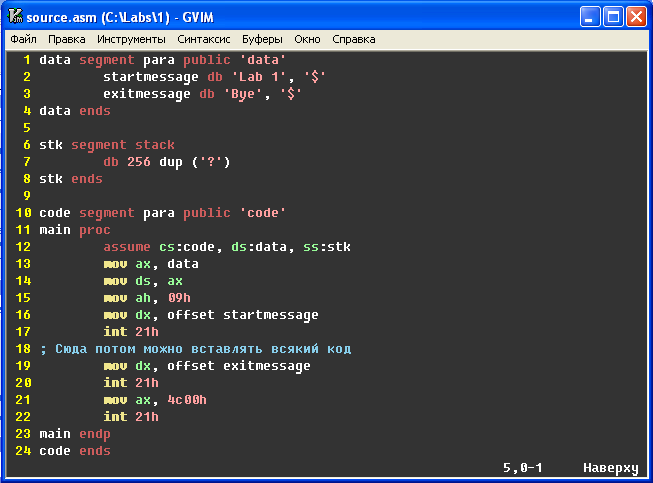 source.asm (C:\Labs\1) - GVIM
Файл Правка Инструменты Синтаксис Буферы Окно Справка
1 data segment para public 'data'
2         startmessage db 'Lab 1', '$'
3         exitmessage db 'Bye', '$'
4 data ends
5
6 stk segment stack
7         db 256 dup ('?')
8 stk ends
9
10 code segment para public 'code'
11 main proc
12         assume cs:code, ds:data, ss:stk
13         mov ax, data
14         mov ds, ax
15         mov ah, 09h
16         mov dx, offset startmessage
17         int 21h
18 ; Сюда потом можно вставлять всякий код
19         mov dx, offset exitmessage
20         int 21h
21         mov ax, 4c00h
22         int 21h
23 main endp
24 code ends
5,0-1 Наверху